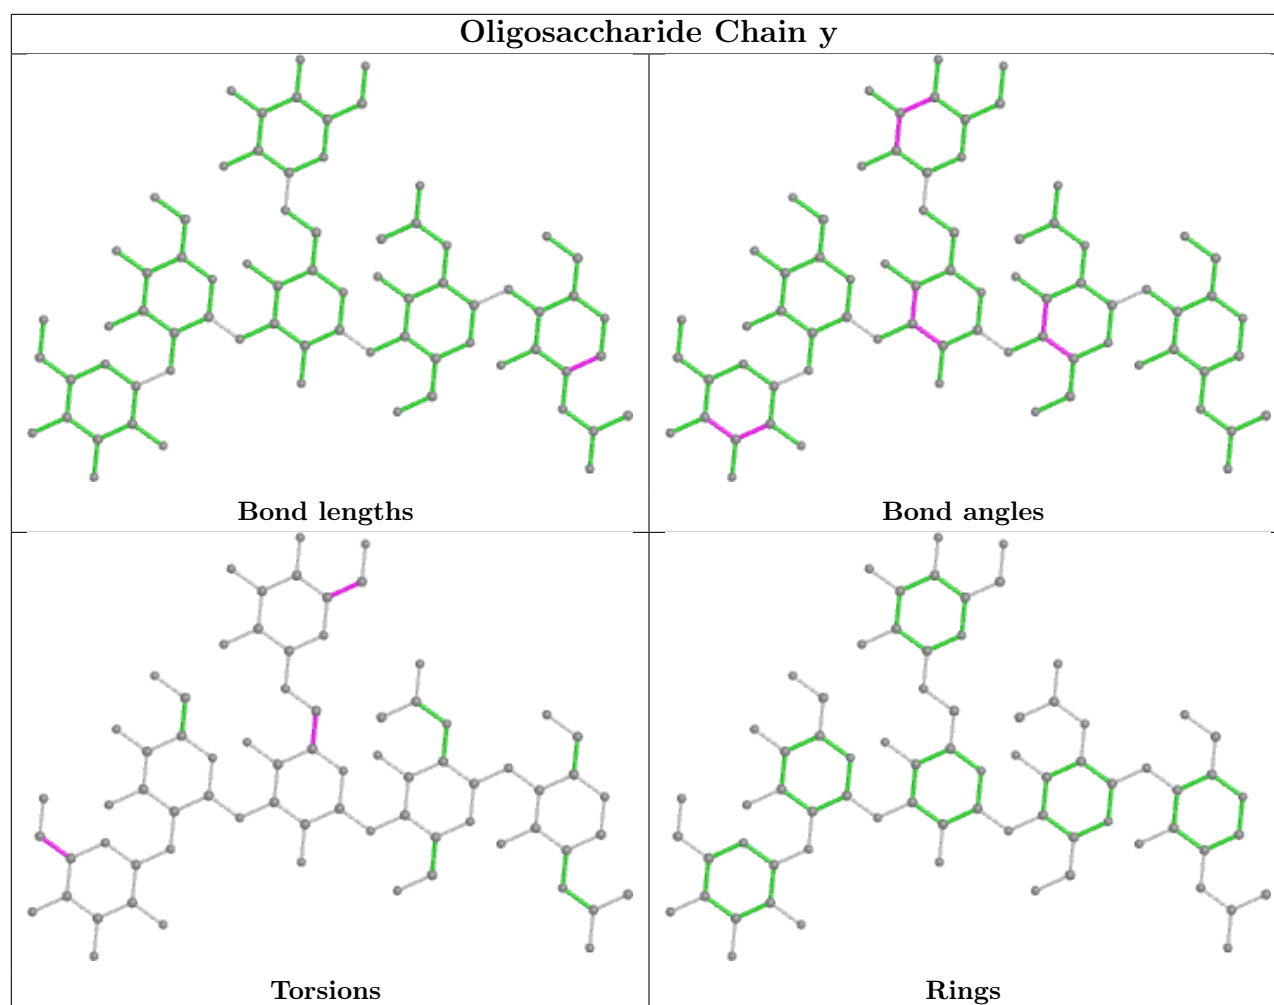 Oligosaccharide Chain y
Bond lengths
Bond angles
Torsions
Rings